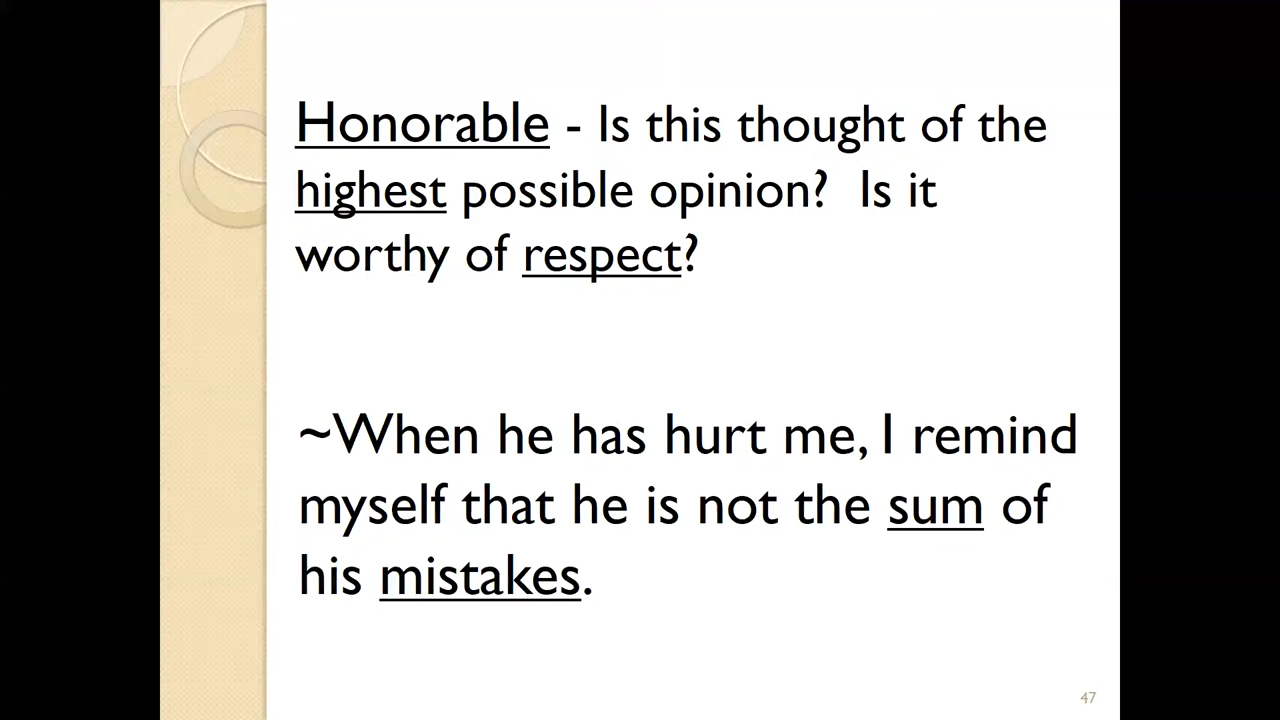 Honorable - Is this thought of the
highest possible opinion?  Is it
worthy of respect?
~When he has hurt me, I remind
myself that he is not the sum of
his mistakes.
47